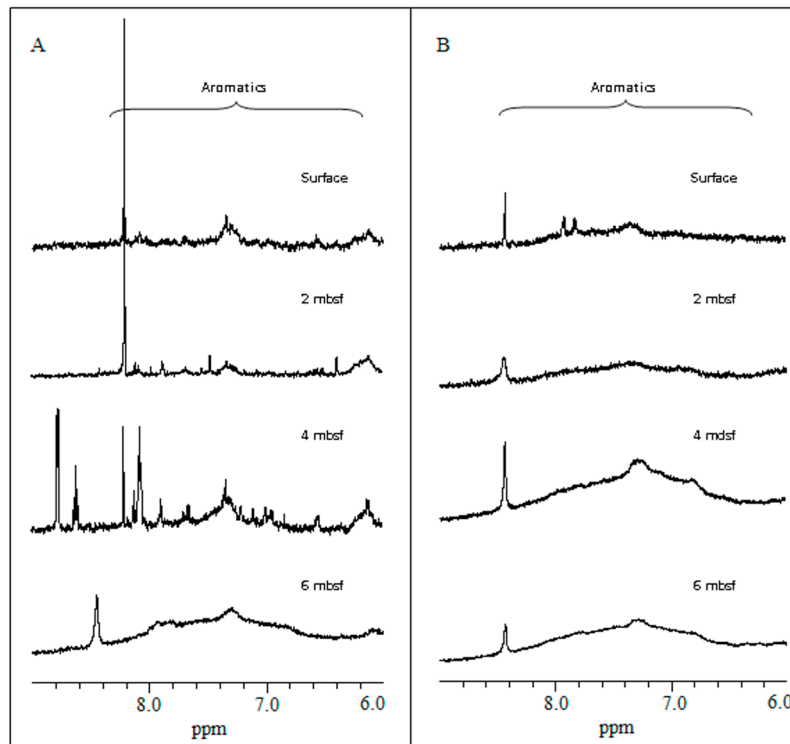 A
Aromatics
Surface
2 mbsf
4 mbsf
6 mbsf
8.0 7.0 6.0
ppm
B
Aromatics
Surface
2 mbsf
4 mdsf
6 mbsf
8.0 7.0 6.0
ppm